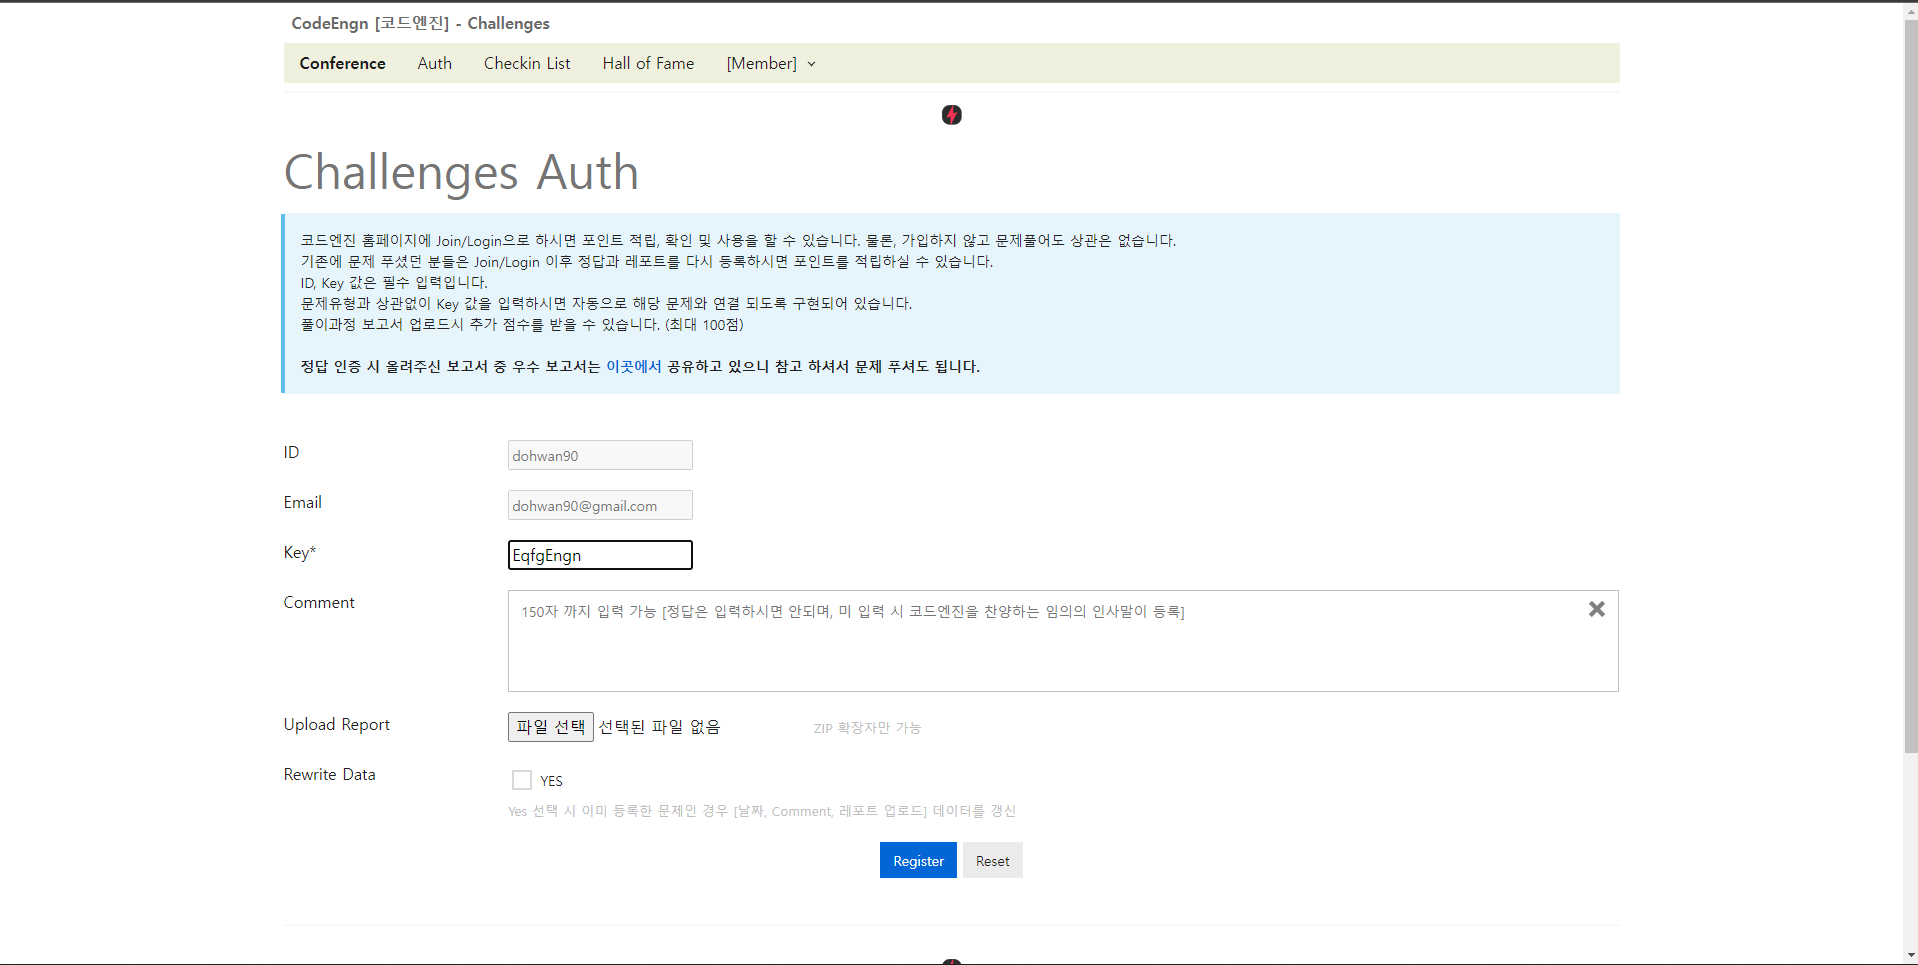 CodeEngn [코드엔진] - Challenges
Conference Auth Checkin List Hall of Fame [Member]
Challenges Auth
코드엔진 홈페이지에 Join/Login으로 하시면 포인트 적립, 확인 및 사용을 할 수 있습니다. 물론, 가입하지 않고 문제풀어도 상관은 없습니다.
기존에 문제 푸셨던 분들은 Join/Login 이후 정답과 레포트를 다시 등록하시면 포인트를 적립하실 수 있습니다.
ID, Key 값은 필수 입력입니다.
문제유형과 상관없이 Key 값을 입력하시면 자동으로 해당 문제와 연결 되도록 구현되어 있습니다.
풀이과정 보고서 업로드시 추가 점수를 받을 수 있습니다. (최대 100점)
정답 인증 시 올려주신 보고서 중 우수 보고서는 이곳에서 공유하고 있으니 참고 하셔서 문제 푸셔도 됩니다.
ID dohwan90
Email dohwan90@gmail.com
Key* EqfgEngn
Comment 150자 까지 입력 가능 [정답은 입력하시면 안되며, 미 입력 시 코드엔진을 찬양하는 임의의 인사말이 등록]
Upload Report 파일 선택 선택된 파일 없음 ZIP 확장자만 가능
Rewrite Data YES
Yes 선택 시 이미 등록한 문제인 경우 [날짜, Comment, 레포트 업로드] 데이터를 갱신
Register Reset